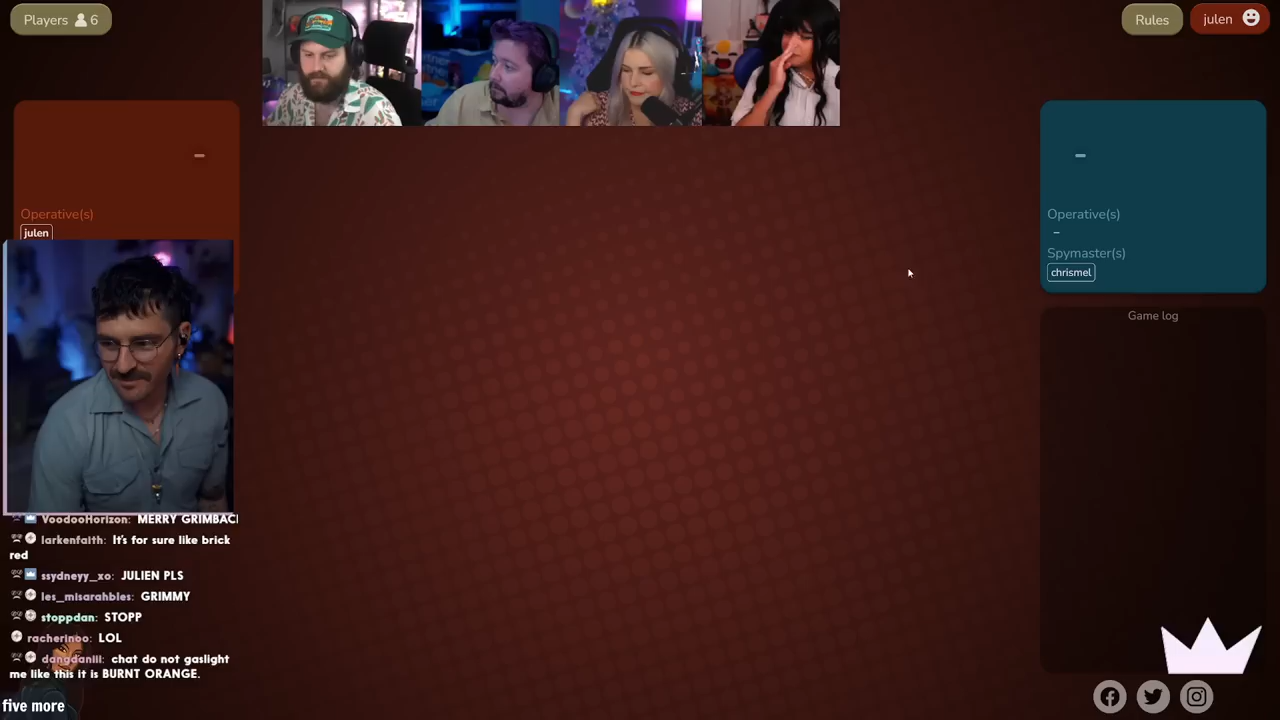 Players 6
Rules
julen
–
Operative(s)
julen
–
Operative(s)
–
Spymaster(s)
chrismel
Game log
VoodooHorizon: MERRY GRIMBAC
larkenfaith: It's for sure like brick
red
ssydneyy_xo: JULIEN PLS
les_misarahbles: GRIMMY
stoppdan: STOPP
racherinoo: LOL
dangdaniii: chat do not gaslight
me like this it is BURNT ORANGE.
five more